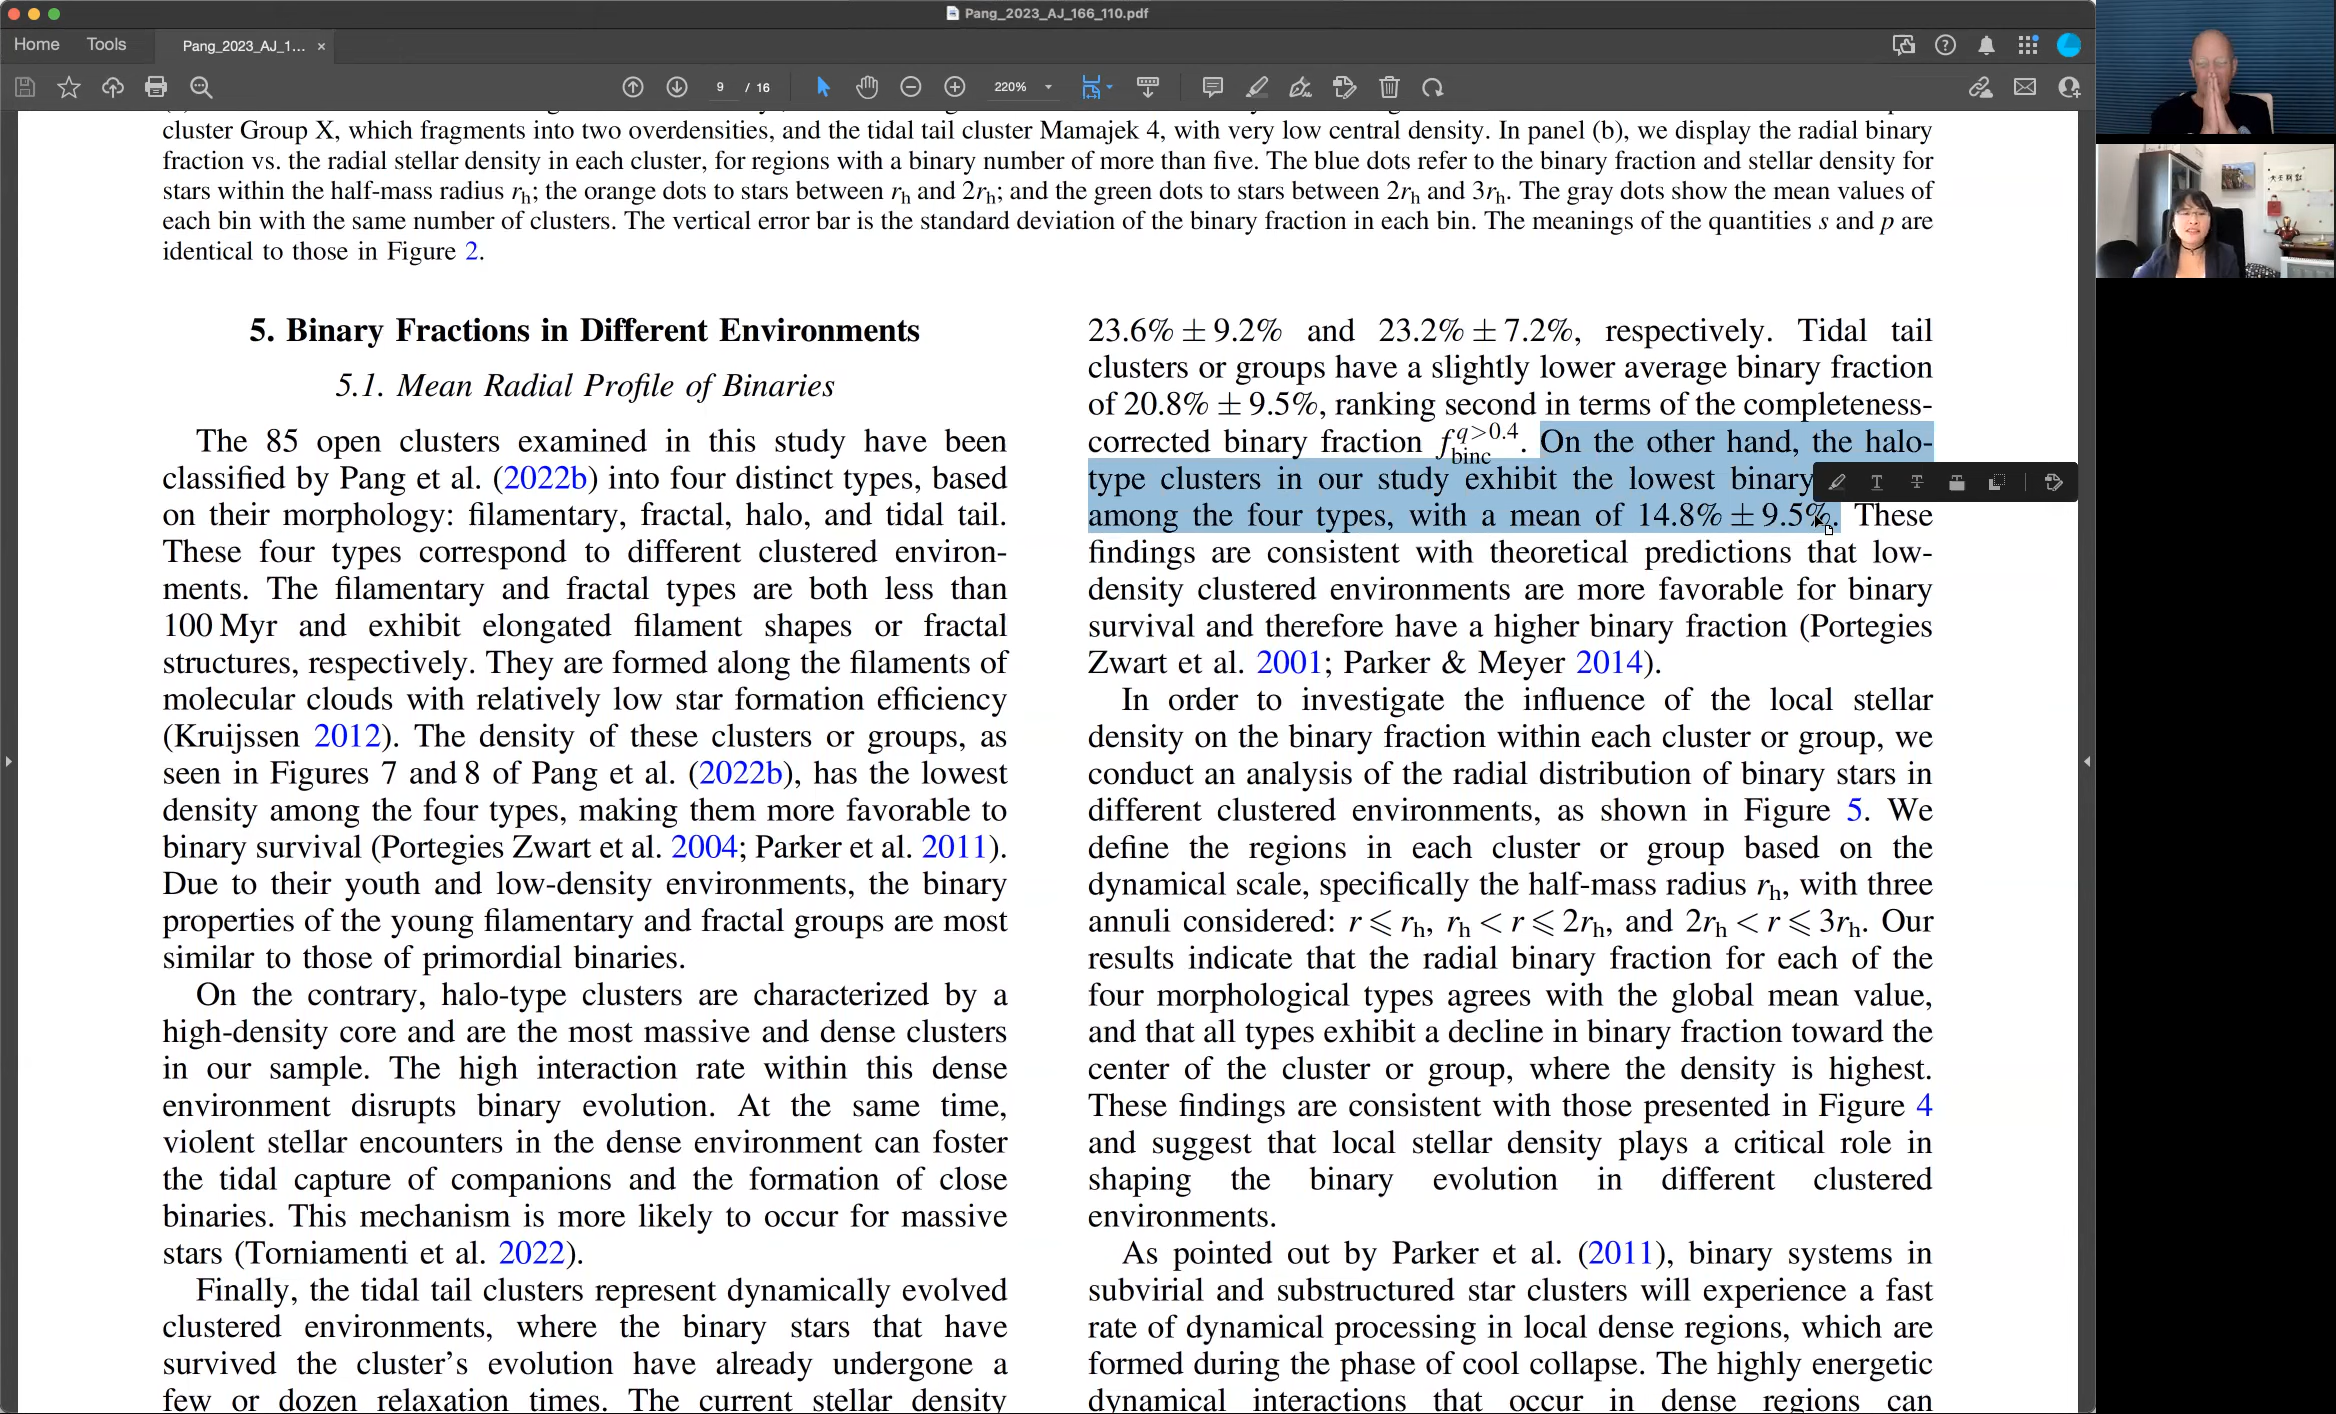 Pang_2023_AJ_166_110.pdf
Home Tools Pang_2023_AJ_1... ×
9 / 16 220%
cluster Group X, which fragments into two overdensities, and the tidal tail cluster Mamajek 4, with very low central density. In panel (b), we display the radial binary
fraction vs. the radial stellar density in each cluster, for regions with a binary number of more than five. The blue dots refer to the binary fraction and stellar density for
stars within the half-mass radius rh; the orange dots to stars between rh and 2rh; and the green dots to stars between 2rh and 3rh. The gray dots show the mean values of
each bin with the same number of clusters. The vertical error bar is the standard deviation of the binary fraction in each bin. The meanings of the quantities s and p are
identical to those in Figure 2.
5. Binary Fractions in Different Environments
5.1. Mean Radial Profile of Binaries
The 85 open clusters examined in this study have been
classified by Pang et al. (2022b) into four distinct types, based
on their morphology: filamentary, fractal, halo, and tidal tail.
These four types correspond to different clustered environ-
ments. The filamentary and fractal types are both less than
100 Myr and exhibit elongated filament shapes or fractal
structures, respectively. They are formed along the filaments of
molecular clouds with relatively low star formation efficiency
(Kruijssen 2012). The density of these clusters or groups, as
seen in Figures 7 and 8 of Pang et al. (2022b), has the lowest
density among the four types, making them more favorable to
binary survival (Portegies Zwart et al. 2004; Parker et al. 2011).
Due to their youth and low-density environments, the binary
properties of the young filamentary and fractal groups are most
similar to those of primordial binaries.
On the contrary, halo-type clusters are characterized by a
high-density core and are the most massive and dense clusters
in our sample. The high interaction rate within this dense
environment disrupts binary evolution. At the same time,
violent stellar encounters in the dense environment can foster
the tidal capture of companions and the formation of close
binaries. This mechanism is more likely to occur for massive
stars (Torniamenti et al. 2022).
Finally, the tidal tail clusters represent dynamically evolved
clustered environments, where the binary stars that have
survived the cluster's evolution have already undergone a
few or dozen relaxation times. The current stellar density
23.6% ± 9.2% and 23.2% ± 7.2%, respectively. Tidal tail
clusters or groups have a slightly lower average binary fraction
of 20.8% ± 9.5%, ranking second in terms of the completeness-
corrected binary fraction f_binc^q>0.4. On the other hand, the halo-
type clusters in our study exhibit the lowest binary
among the four types, with a mean of 14.8% ± 9.5%. These
findings are consistent with theoretical predictions that low-
density clustered environments are more favorable for binary
survival and therefore have a higher binary fraction (Portegies
Zwart et al. 2001; Parker & Meyer 2014).
In order to investigate the influence of the local stellar
density on the binary fraction within each cluster or group, we
conduct an analysis of the radial distribution of binary stars in
different clustered environments, as shown in Figure 5. We
define the regions in each cluster or group based on the
dynamical scale, specifically the half-mass radius rh, with three
annuli considered: r ⩽ rh, rh < r ⩽ 2rh, and 2rh < r ⩽ 3rh. Our
results indicate that the radial binary fraction for each of the
four morphological types agrees with the global mean value,
and that all types exhibit a decline in binary fraction toward the
center of the cluster or group, where the density is highest.
These findings are consistent with those presented in Figure 4
and suggest that local stellar density plays a critical role in
shaping the binary evolution in different clustered
environments.
As pointed out by Parker et al. (2011), binary systems in
subvirial and substructured star clusters will experience a fast
rate of dynamical processing in local dense regions, which are
formed during the phase of cool collapse. The highly energetic
dynamical interactions that occur in dense regions can